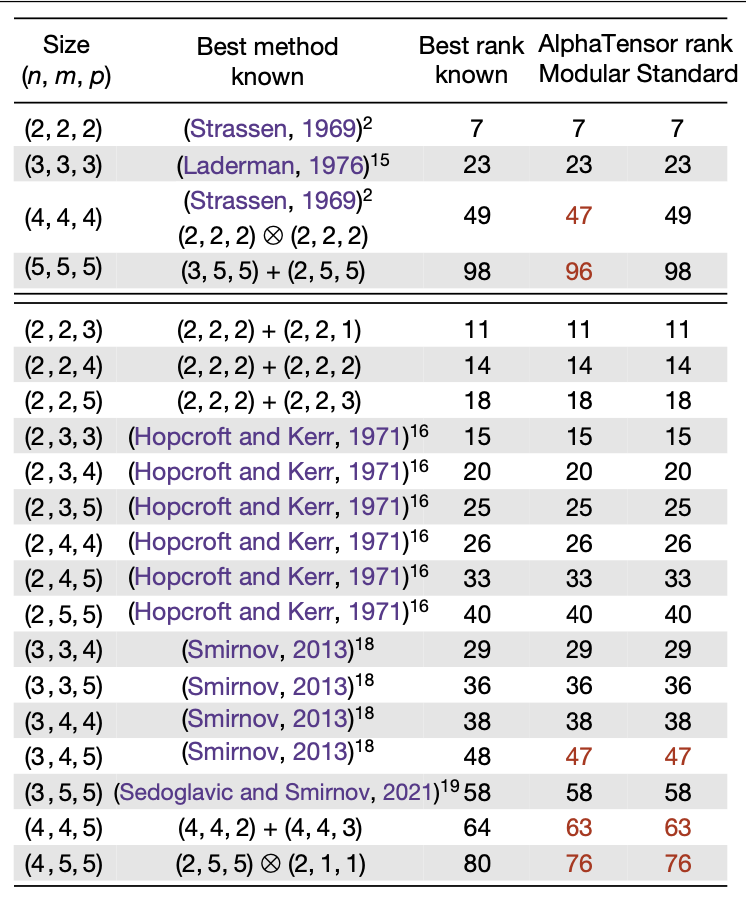 Size Best method Best rank AlphaTensor rank
(n, m, p) known known Modular Standard
(2, 2, 2) (Strassen, 1969)² 7 7 7
(3, 3, 3) (Laderman, 1976)¹⁵ 23 23 23
(4, 4, 4) (Strassen, 1969)² 49 47 49
(2, 2, 2) ⊗ (2, 2, 2)
(5, 5, 5) (3, 5, 5) + (2, 5, 5) 98 96 98
(2, 2, 3) (2, 2, 2) + (2, 2, 1) 11 11 11
(2, 2, 4) (2, 2, 2) + (2, 2, 2) 14 14 14
(2, 2, 5) (2, 2, 2) + (2, 2, 3) 18 18 18
(2, 3, 3) (Hopcroft and Kerr, 1971)¹⁶ 15 15 15
(2, 3, 4) (Hopcroft and Kerr, 1971)¹⁶ 20 20 20
(2, 3, 5) (Hopcroft and Kerr, 1971)¹⁶ 25 25 25
(2, 4, 4) (Hopcroft and Kerr, 1971)¹⁶ 26 26 26
(2, 4, 5) (Hopcroft and Kerr, 1971)¹⁶ 33 33 33
(2, 5, 5) (Hopcroft and Kerr, 1971)¹⁶ 40 40 40
(3, 3, 4) (Smirnov, 2013)¹⁸ 29 29 29
(3, 3, 5) (Smirnov, 2013)¹⁸ 36 36 36
(3, 4, 4) (Smirnov, 2013)¹⁸ 38 38 38
(3, 4, 5) (Smirnov, 2013)¹⁸ 48 47 47
(3, 5, 5) (Sedoglavic and Smirnov, 2021)¹⁹ 58 58 58
(4, 4, 5) (4, 4, 2) + (4, 4, 3) 64 63 63
(4, 5, 5) (2, 5, 5) ⊗ (2, 1, 1) 80 76 76